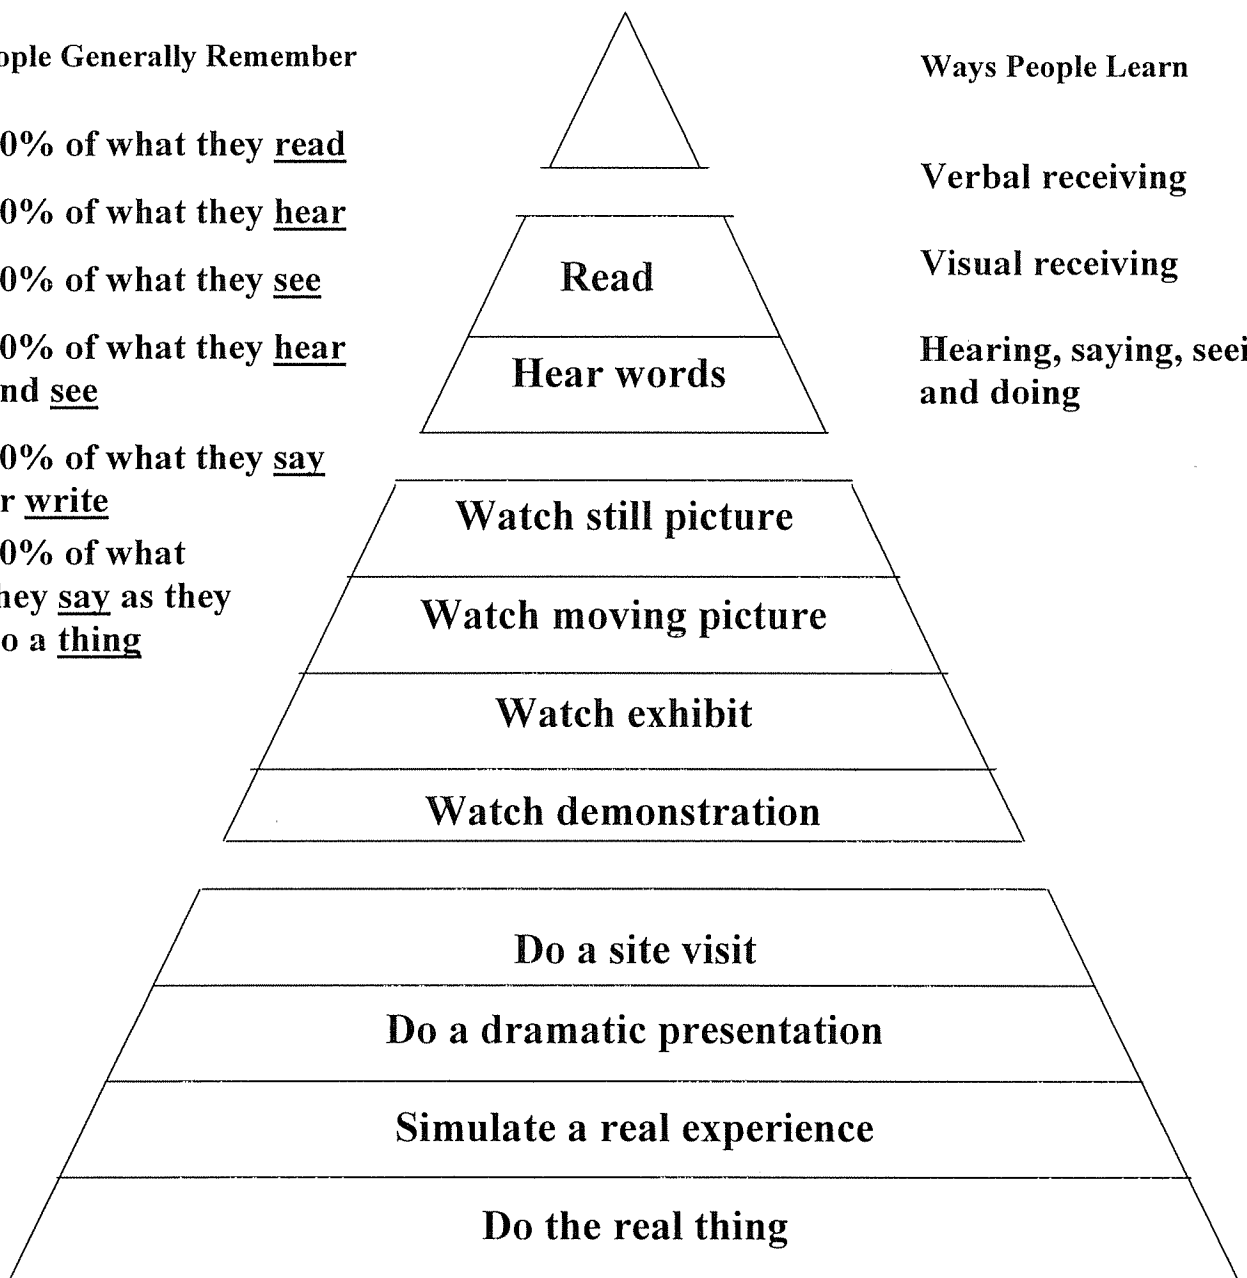 ople Generally Remember
0% of what they read
0% of what they hear
0% of what they see
0% of what they hear
nd see
0% of what they say
r write
0% of what
hey say as they
o a thing
Read
Hear words
Watch still picture
Watch moving picture
Watch exhibit
Watch demonstration
Do a site visit
Do a dramatic presentation
Simulate a real experience
Do the real thing
Ways People Learn
Verbal receiving
Visual receiving
Hearing, saying, seei
and doing